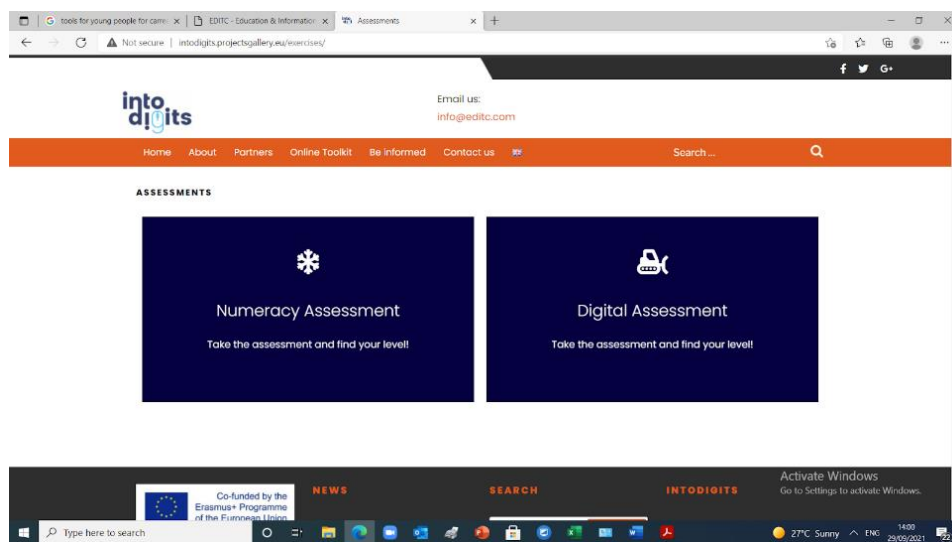 tools for young people for carre
EDITC - Education & Information
Assessments
Not secure | intodigits.projectsgallery.eu/exercises/
f G+
into
digits
Email us:
info@editc.com
Home About Partners Online Toolkit Be informed Contact us Search ...
ASSESSMENTS
Numeracy Assessment
Take the assessment and find your level!
Digital Assessment
Take the assessment and find your level!
Co-funded by the
Erasmus+ Programme
of the European Union
NEWS
SEARCH
INTODIGITS
Activate Windows
Go to Settings to activate Windows.
Type here to search
27°C Sunny ENG 14:00
29/09/2021